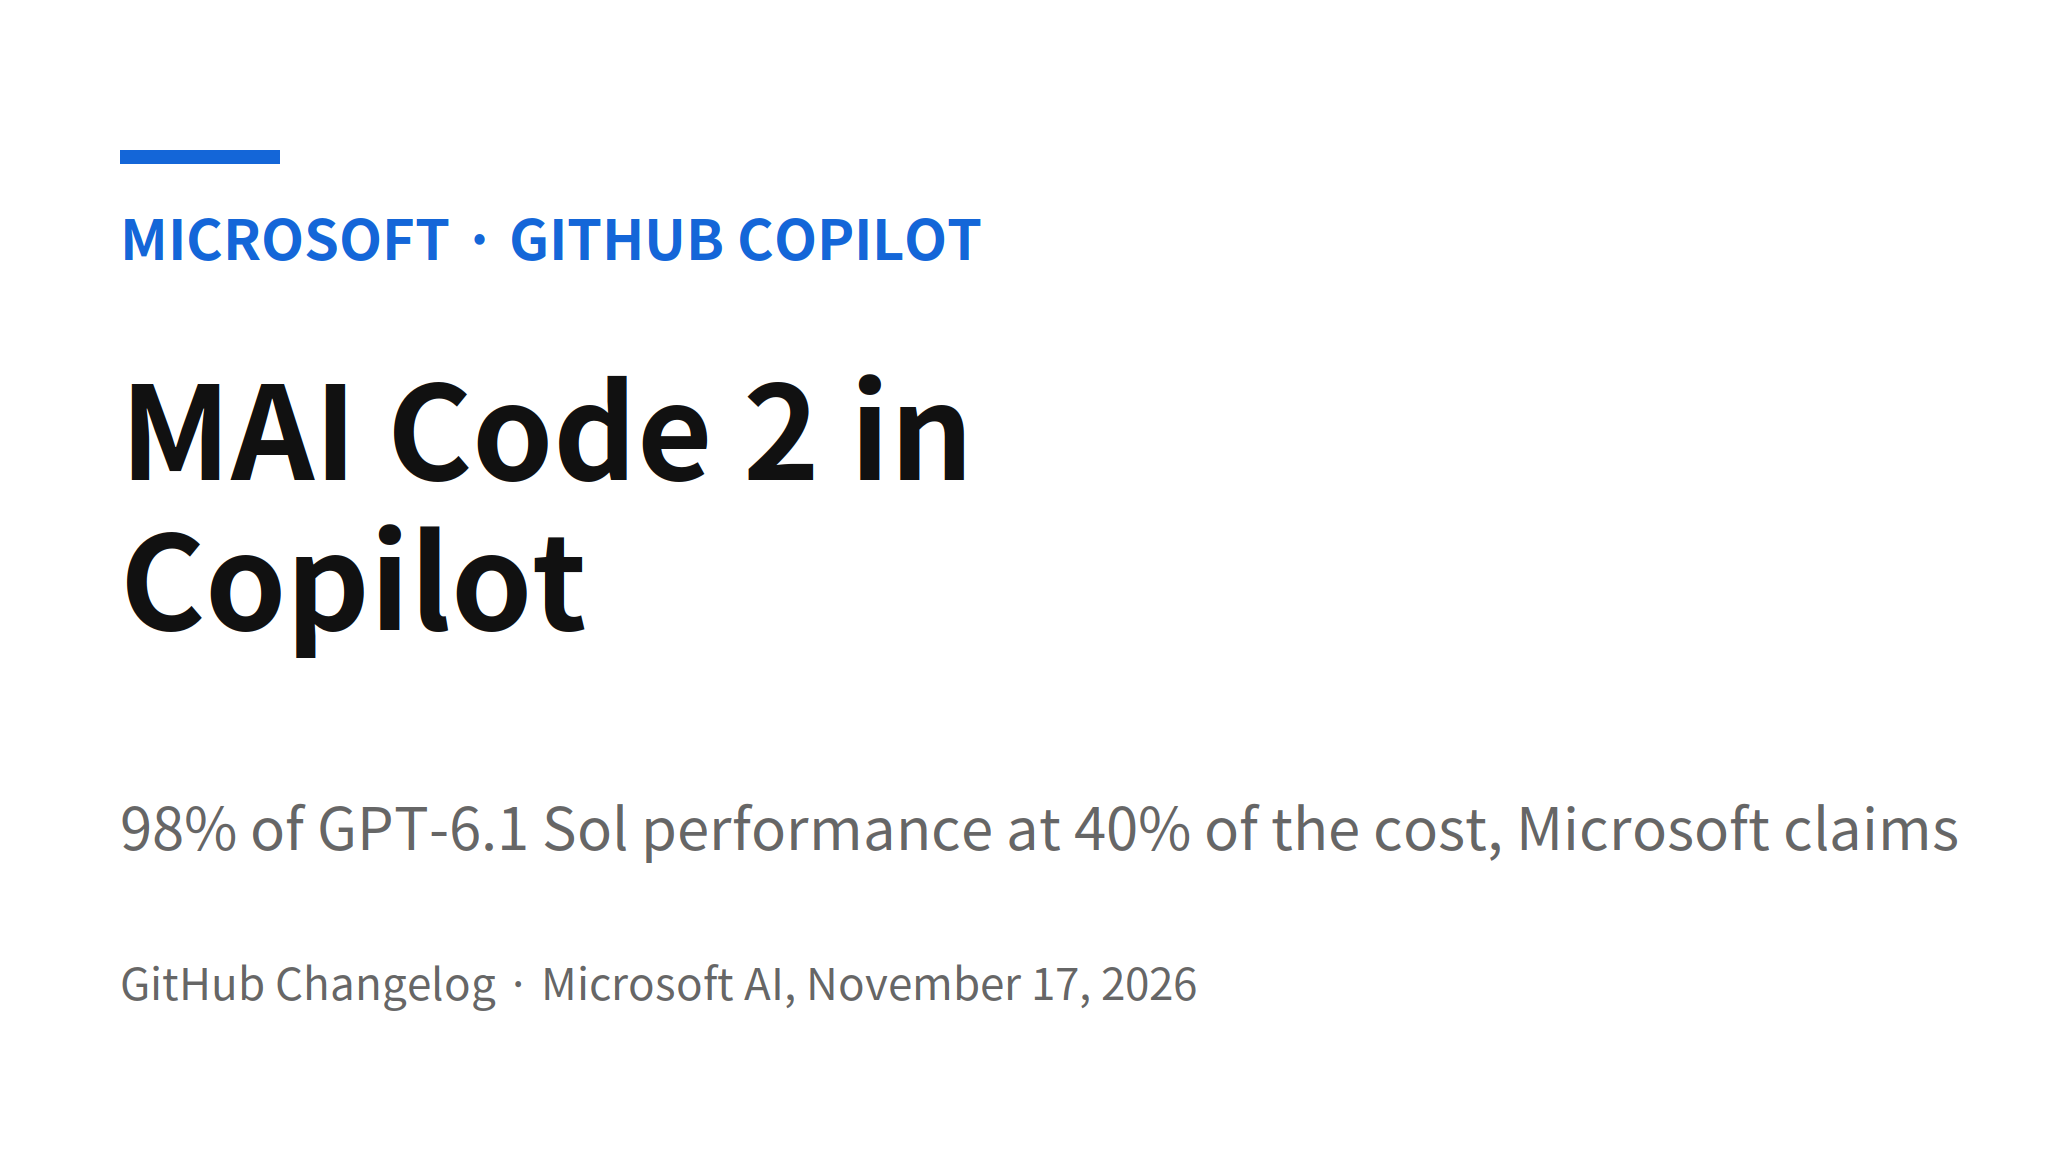 MICROSOFT · GITHUB COPILOT
MAI Code 2 in
Copilot
98% of GPT-6.1 Sol performance at 40% of the cost, Microsoft claims
GitHub Changelog · Microsoft AI, November 17, 2026